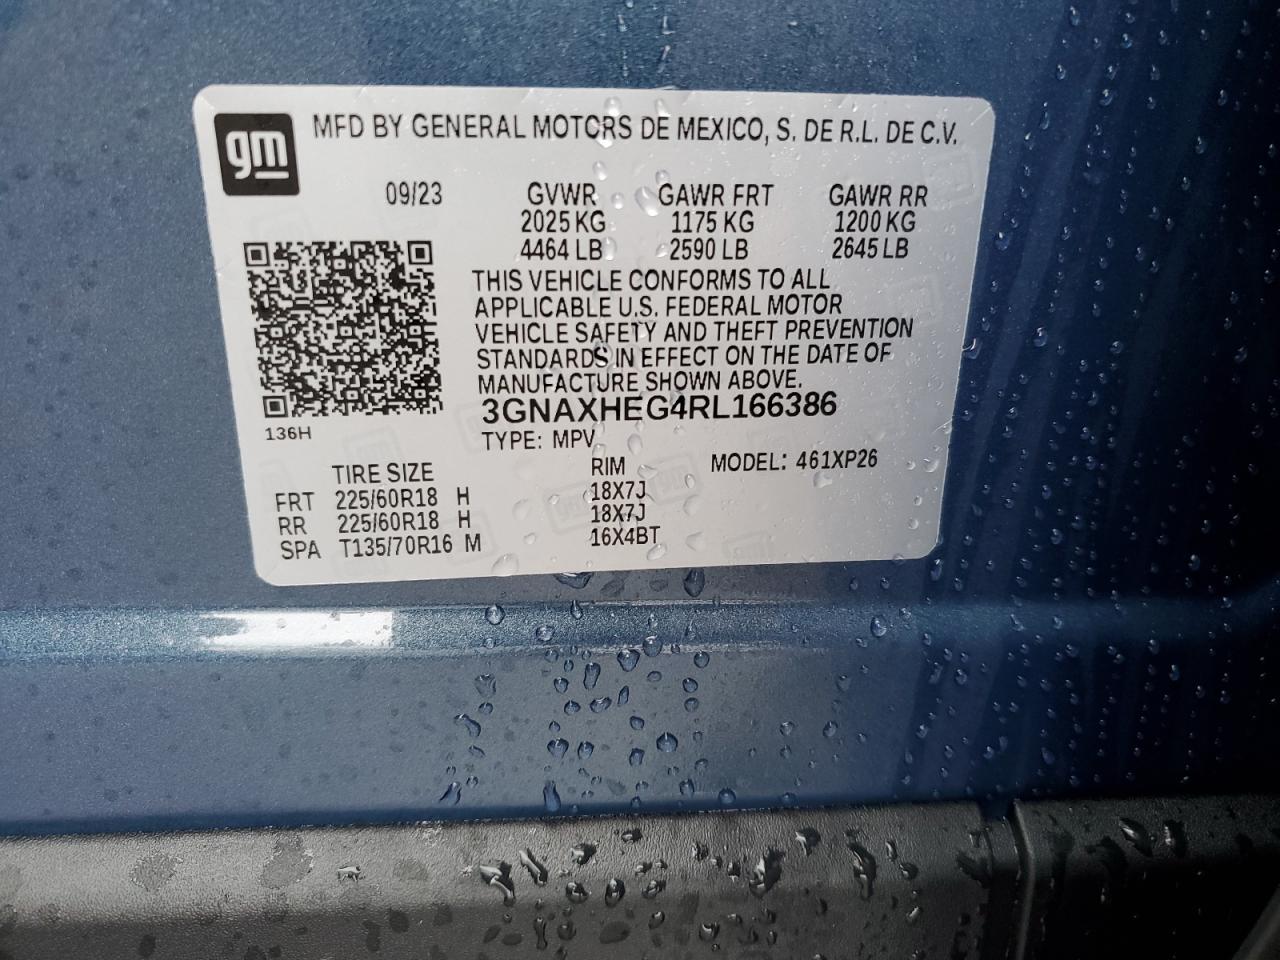 gm MFD BY GENERAL MOTORS DE MEXICO, S. DE R.L. DE C.V.
09/23 GVWR GAWR FRT GAWR RR
2025 KG 1175 KG 1200 KG
4464 LB 2590 LB 2645 LB
THIS VEHICLE CONFORMS TO ALL
APPLICABLE U.S. FEDERAL MOTOR
VEHICLE SAFETY AND THEFT PREVENTION
STANDARDS IN EFFECT ON THE DATE OF
MANUFACTURE SHOWN ABOVE.
3GNAXHEG4RL166386
136H
TYPE: MPV
TIRE SIZE RIM MODEL: 461XP26
FRT 225/60R18 H 18X7J
RR 225/60R18 H 18X7J
SPA T135/70R16 M 16X4BT